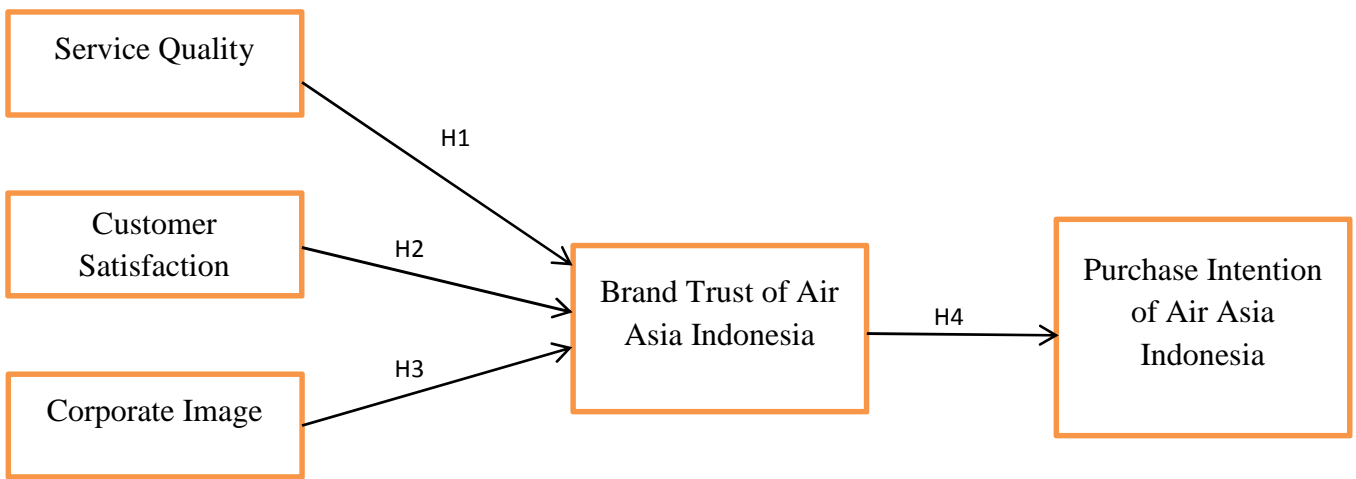 Service Quality
H1
Customer
Satisfaction
H2
Brand Trust of Air
Asia Indonesia
H4
Purchase Intention
of Air Asia
Indonesia
H3
Corporate Image